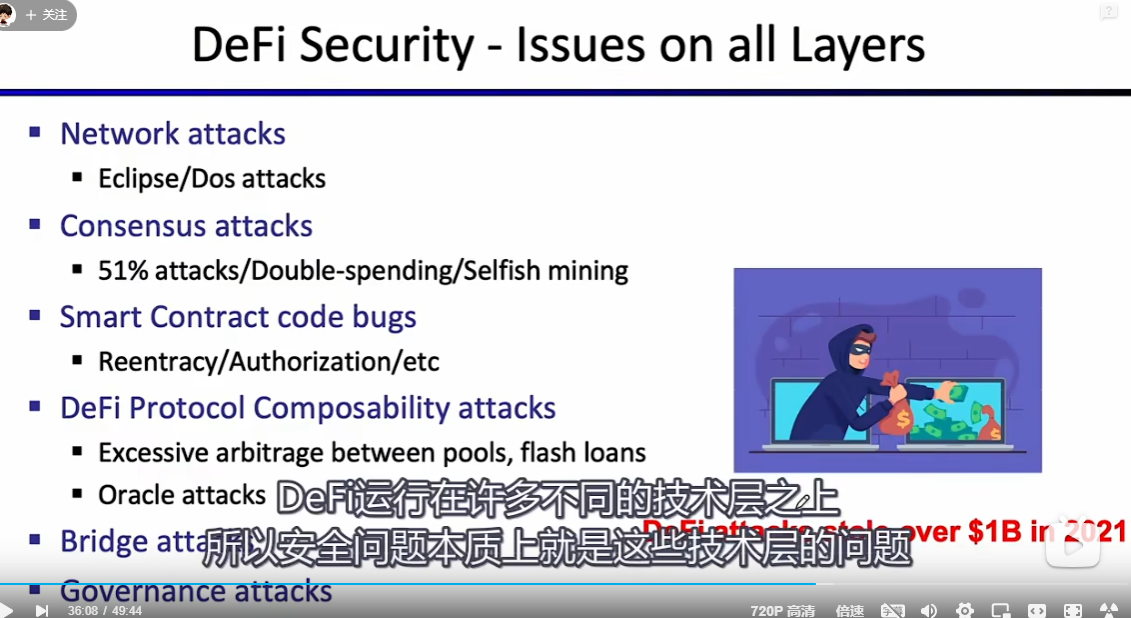 + 关注
DeFi Security - Issues on all Layers
Network attacks
Eclipse/Dos attacks
Consensus attacks
51% attacks/Double-spending/Selfish mining
Smart Contract code bugs
Reentracy/Authorization/etc
DeFi Protocol Composability attacks
Excessive arbitrage between pools, flash loans
Oracle attacks
DeFi运行在许多不同的技术层之上
DeFi attacks stole over $1B in 2021
Bridge
所以安全问题本质上就是这些技术层的问题
Governance attacks
36:08 / 49:44
720P 高清
倍速